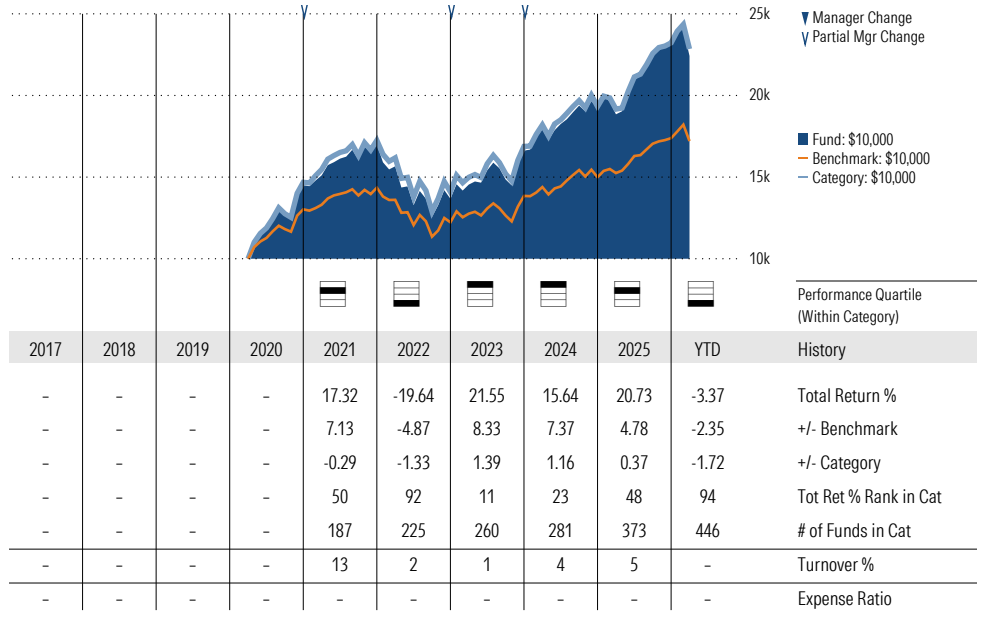 25k
Manager Change
Partial Mgr Change
20k
Fund: $10,000
Benchmark: $10,000
Category: $10,000
15k
10k
Performance Quartile
(Within Category)
2017 2018 2019 2020 2021 2022 2023 2024 2025 YTD History
– – – – 17.32 -19.64 21.55 15.64 20.73 -3.37 Total Return %
– – – – 7.13 -4.87 8.33 7.37 4.78 -2.35 +/- Benchmark
– – – – -0.29 -1.33 1.39 1.16 0.37 -1.72 +/- Category
– – – – 50 92 11 23 48 94 Tot Ret % Rank in Cat
– – – – 187 225 260 281 373 446 # of Funds in Cat
– – – – 13 2 1 4 5 – Turnover %
– – – – – – – – – – Expense Ratio